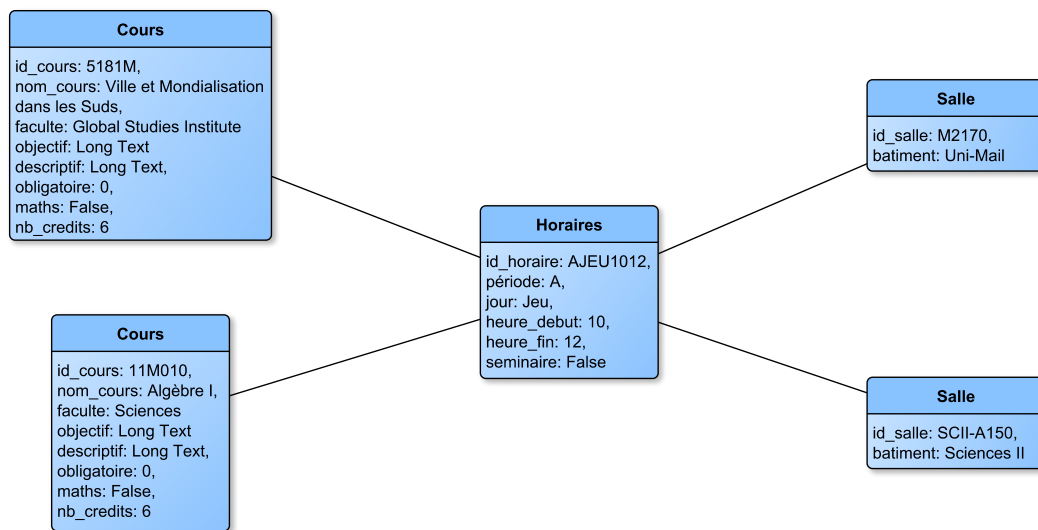 Cours
id_cours: 5181M,
nom_cours: Ville et Mondialisation
dans les Suds,
faculte: Global Studies Institute
objectif: Long Text
descriptif: Long Text,
obligatoire: 0,
maths: False,
nb_credits: 6
Cours
id_cours: 11M010,
nom_cours: Algèbre I,
faculte: Sciences
objectif: Long Text
descriptif: Long Text,
obligatoire: 0,
maths: False,
nb_credits: 6
Horaires
id_horaire: AJEU1012,
période: A,
jour: Jeu,
heure_debut: 10,
heure_fin: 12,
seminaire: False
Salle
id_salle: M2170,
batiment: Uni-Mail
Salle
id_salle: SCII-A150,
batiment: Sciences II